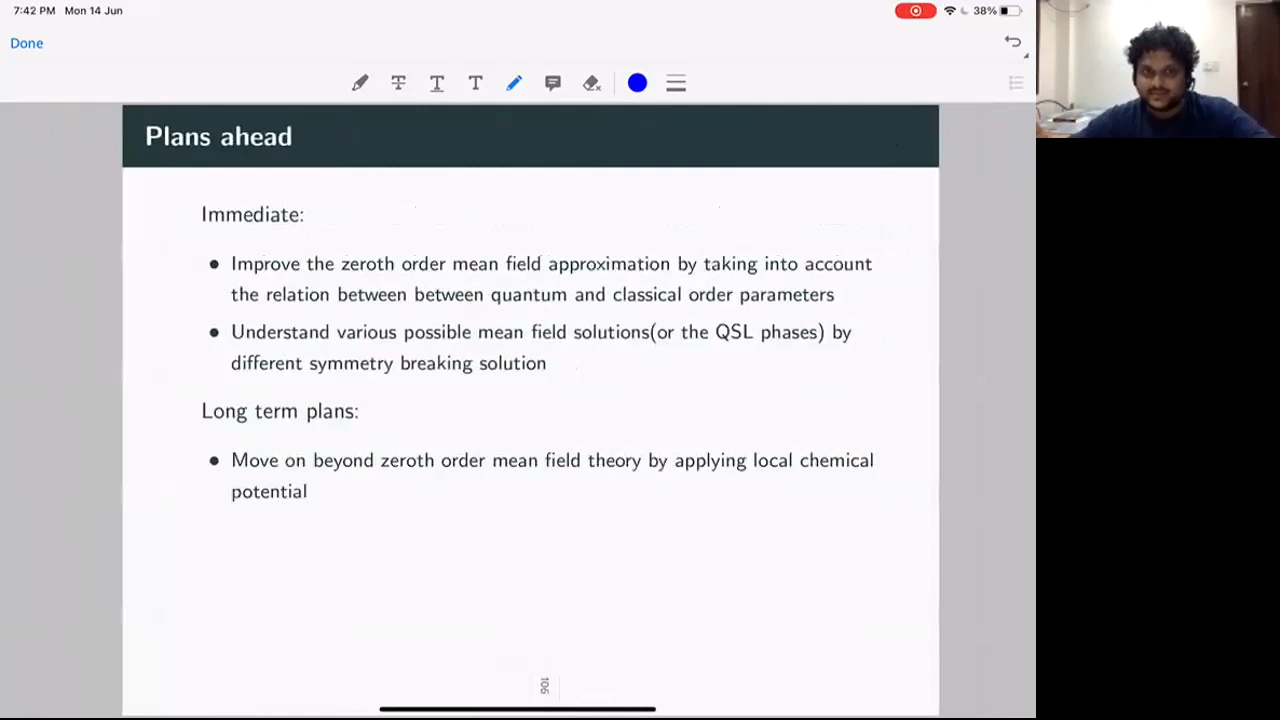 7:42 PM Mon 14 Jun
38%
Done
Plans ahead
Immediate:
● Improve the zeroth order mean field approximation by taking into account
the relation between between quantum and classical order parameters
● Understand various possible mean field solutions(or the QSL phases) by
different symmetry breaking solution
Long term plans:
● Move on beyond zeroth order mean field theory by applying local chemical
potential
106